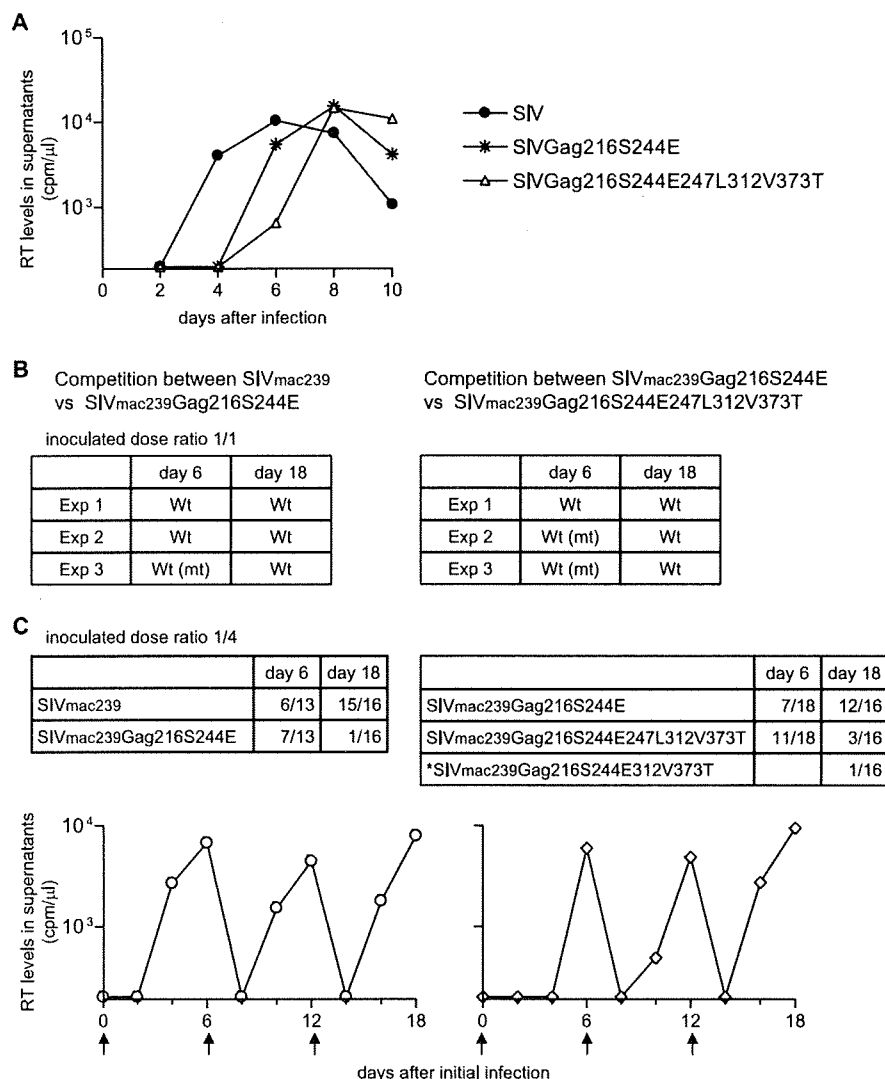 A
10^5
10^4
10^3
RT levels in supernatants
(cpm/μl)
0 2 4 6 8 10
days after infection
SIV
SIVGag216S244E
SIVGag216S244E247L312V373T
B
Competition between SIVmac239
vs SIVmac239Gag216S244E
Competition between SIVmac239Gag216S244E
vs SIVmac239Gag216S244E247L312V373T
inoculated dose ratio 1/1
day 6 day 18
Exp 1 Wt Wt
Exp 2 Wt Wt
Exp 3 Wt (mt) Wt
day 6 day 18
Exp 1 Wt Wt
Exp 2 Wt (mt) Wt
Exp 3 Wt (mt) Wt
C
inoculated dose ratio 1/4
day 6 day 18
SIVmac239 6/13 15/16
SIVmac239Gag216S244E 7/13 1/16
day 6 day 18
SIVmac239Gag216S244E 7/18 12/16
SIVmac239Gag216S244E247L312V373T 11/18 3/16
*SIVmac239Gag216S244E312V373T 1/16
10^4
10^3
RT levels in supernatants
(cpm/μl)
0 6 12 18
0 6 12 18
days after initial infection